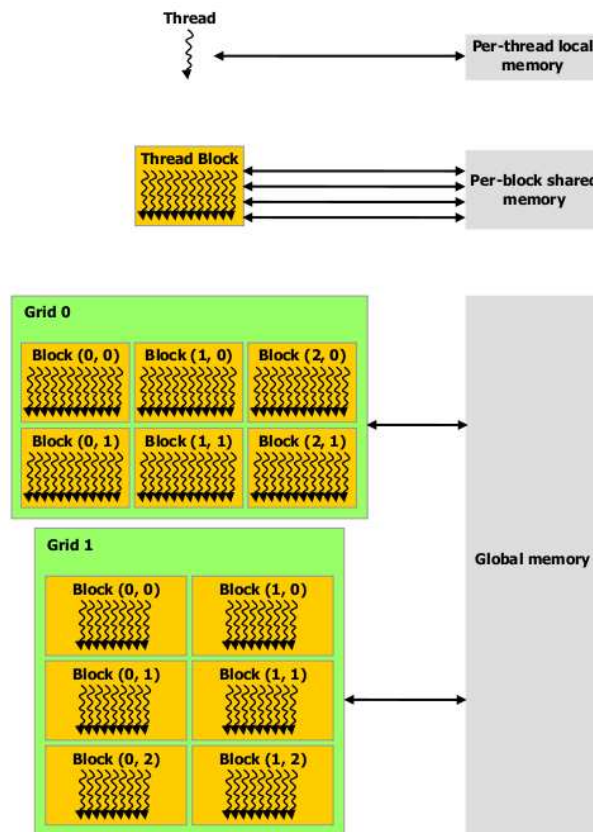 Thread
Per-thread local
memory
Thread Block
Per-block shared
memory
Grid 0
Block (0, 0) Block (1, 0) Block (2, 0)
Block (0, 1) Block (1, 1) Block (2, 1)
Grid 1
Block (0, 0) Block (1, 0)
Block (0, 1) Block (1, 1)
Block (0, 2) Block (1, 2)
Global memory